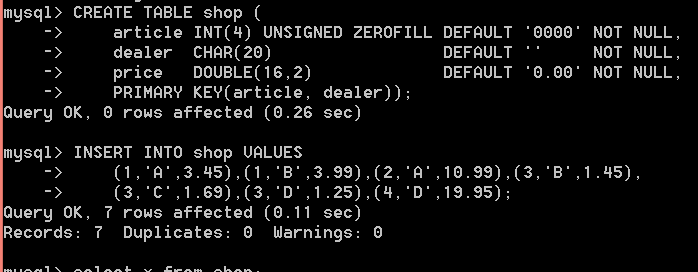 mysql> CREATE TABLE shop (
    ->     article INT(4) UNSIGNED ZEROFILL DEFAULT '0000' NOT NULL,
    ->     dealer  CHAR(20)                 DEFAULT ''     NOT NULL,
    ->     price   DOUBLE(16,2)             DEFAULT '0.00' NOT NULL,
    ->     PRIMARY KEY(article, dealer));
Query OK, 0 rows affected (0.26 sec)
mysql> INSERT INTO shop VALUES
    ->     (1,'A',3.45),(1,'B',3.99),(2,'A',10.99),(3,'B',1.45),
    ->     (3,'C',1.69),(3,'D',1.25),(4,'D',19.95);
Query OK, 7 rows affected (0.11 sec)
Records: 7  Duplicates: 0  Warnings: 0
mysql> select * from shop;